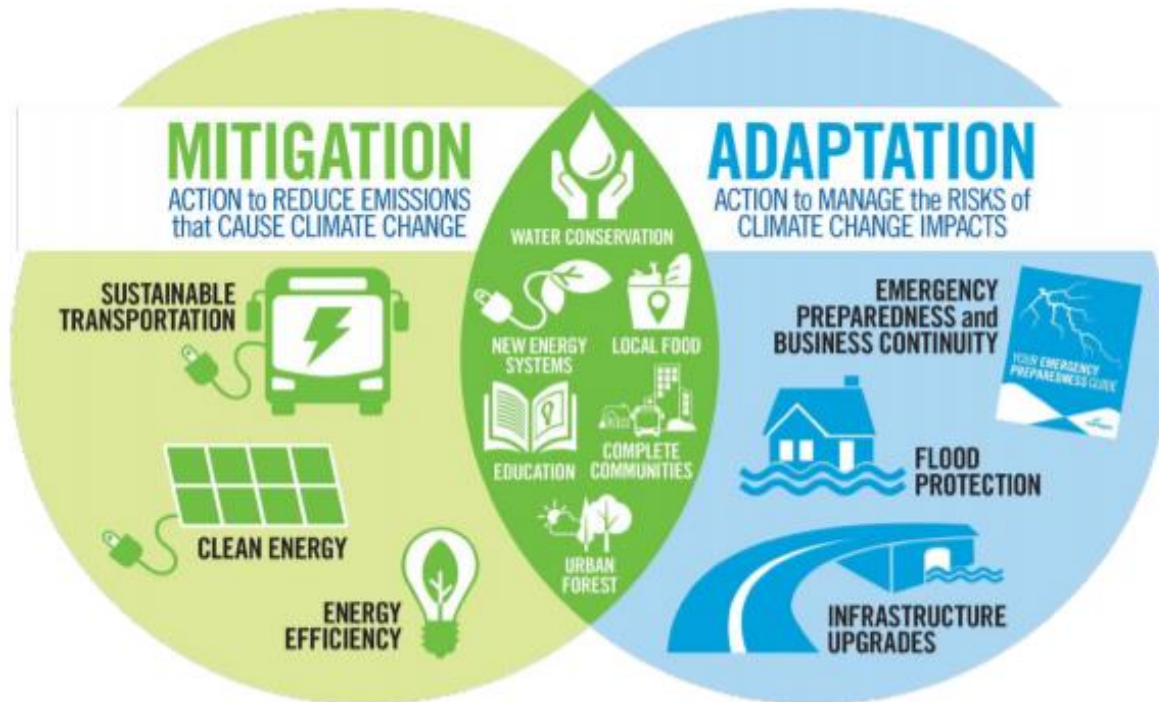 MITIGATION
ACTION to REDUCE EMISSIONS
that CAUSE CLIMATE CHANGE
SUSTAINABLE
TRANSPORTATION
CLEAN ENERGY
ENERGY
EFFICIENCY
WATER CONSERVATION
NEW ENERGY
SYSTEMS
LOCAL FOOD
EDUCATION
COMPLETE
COMMUNITIES
URBAN
FOREST
ADAPTATION
ACTION to MANAGE the RISKS of
CLIMATE CHANGE IMPACTS
EMERGENCY
PREPAREDNESS and
BUSINESS CONTINUITY
YOUR EMERGENCY
PREPAREDNESS GUIDE
FLOOD
PROTECTION
INFRASTRUCTURE
UPGRADES